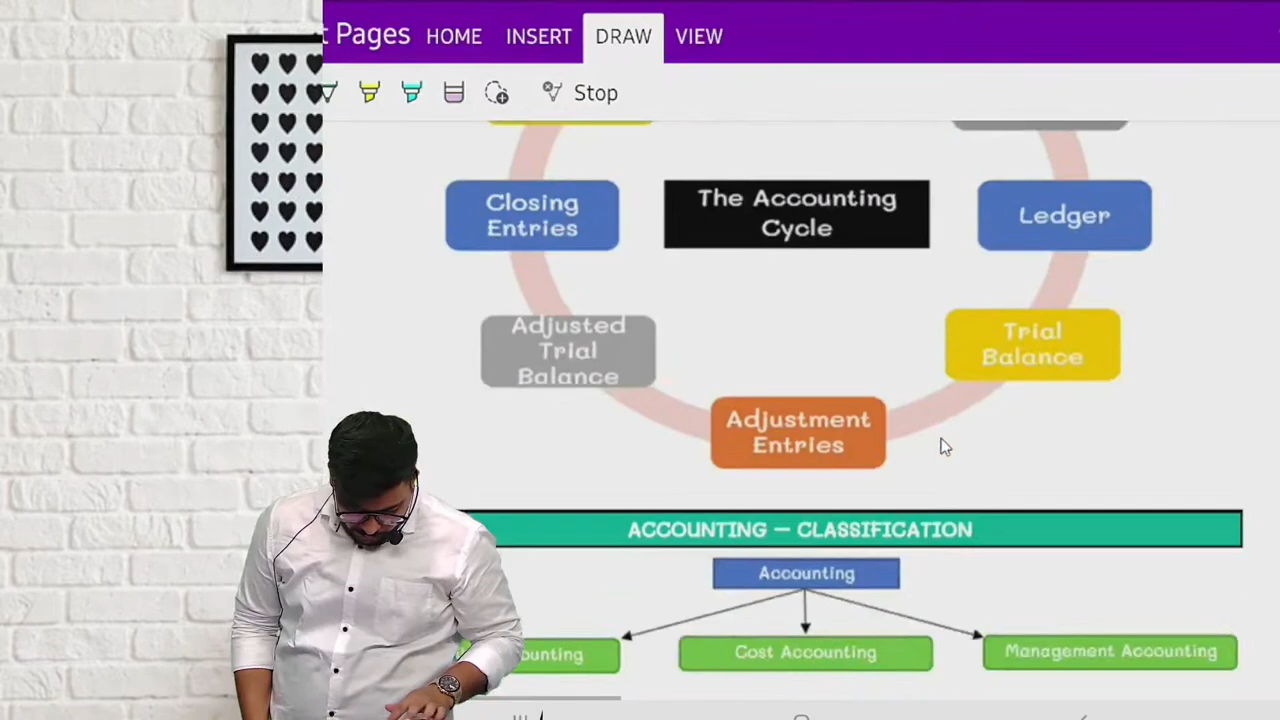 t Pages HOME INSERT DRAW VIEW
Stop
Closing
Entries
The Accounting
Cycle
Ledger
Adjusted
Trial
Balance
Trial
Balance
Adjustment
Entries
ACCOUNTING — CLASSIFICATION
Accounting
ounting
Cost Accounting
Management Accounting